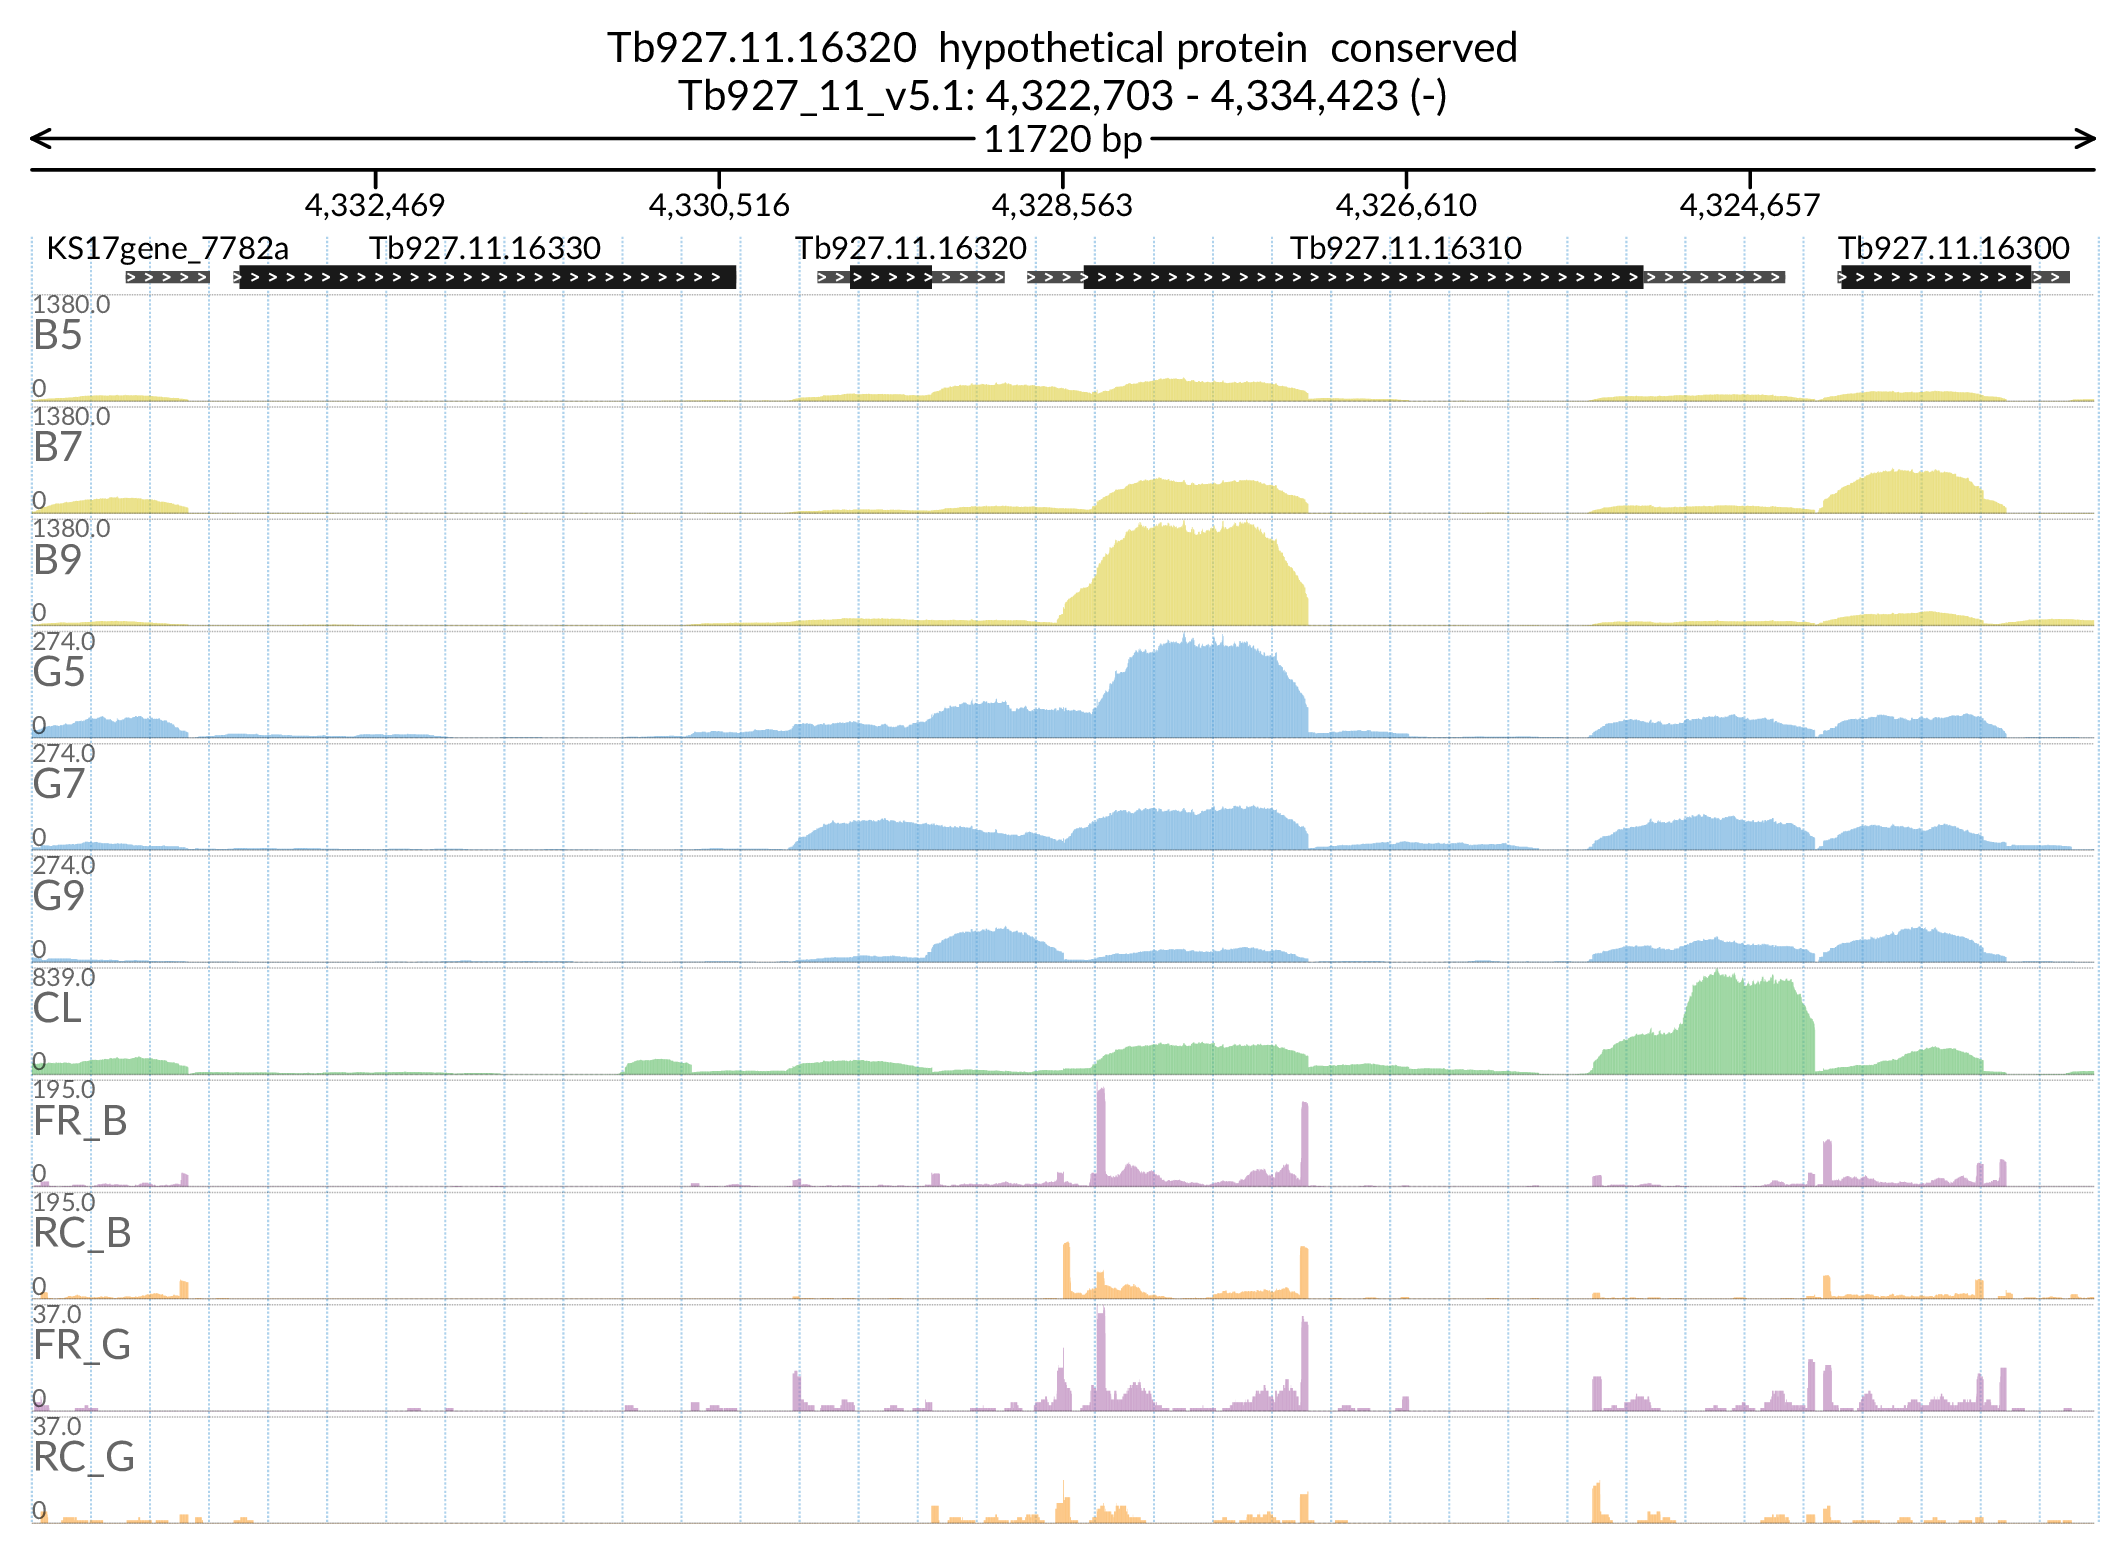 Tb927.11.16320  hypothetical protein  conserved
Tb927_11_v5.1: 4,322,703 - 4,334,423 (-)
11720 bp
4,332,469 4,330,516 4,328,563 4,326,610 4,324,657
KS17gene_7782a Tb927.11.16330 Tb927.11.16320 Tb927.11.16310 Tb927.11.16300
1380.0
B5
0
1380.0
B7
0
1380.0
B9
0
274.0
G5
0
274.0
G7
0
274.0
G9
0
839.0
CL
0
195.0
FR_B
0
195.0
RC_B
0
37.0
FR_G
0
37.0
RC_G
0